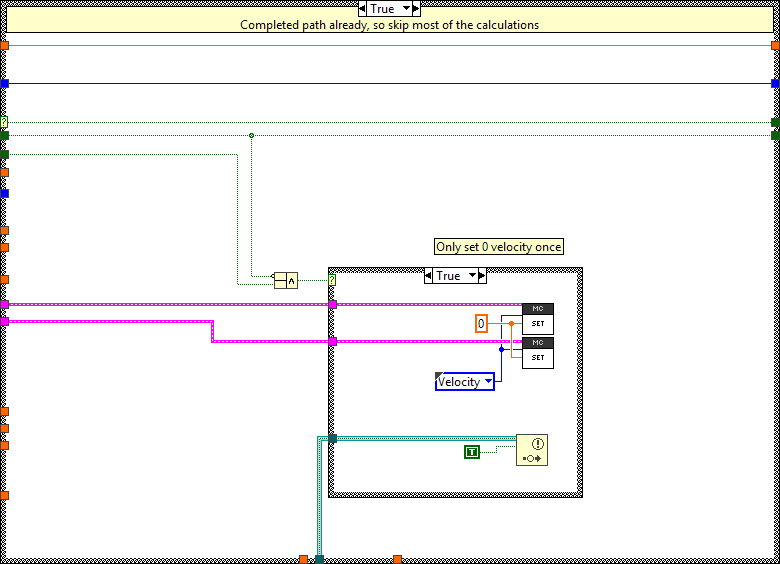 True
Completed path already, so skip most of the calculations
?
Only set 0 velocity once
True
?
MC
0
SET
MC
SET
Velocity
T